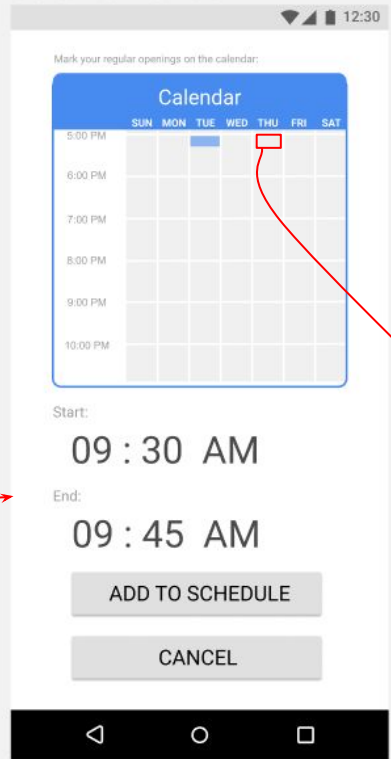 12:30
Mark your regular openings on the calendar:
Calendar
SUN MON TUE WED THU FRI SAT
5:00 PM
6:00 PM
7:00 PM
8:00 PM
9:00 PM
10:00 PM
Start:
09 : 30 AM
End:
09 : 45 AM
ADD TO SCHEDULE
CANCEL